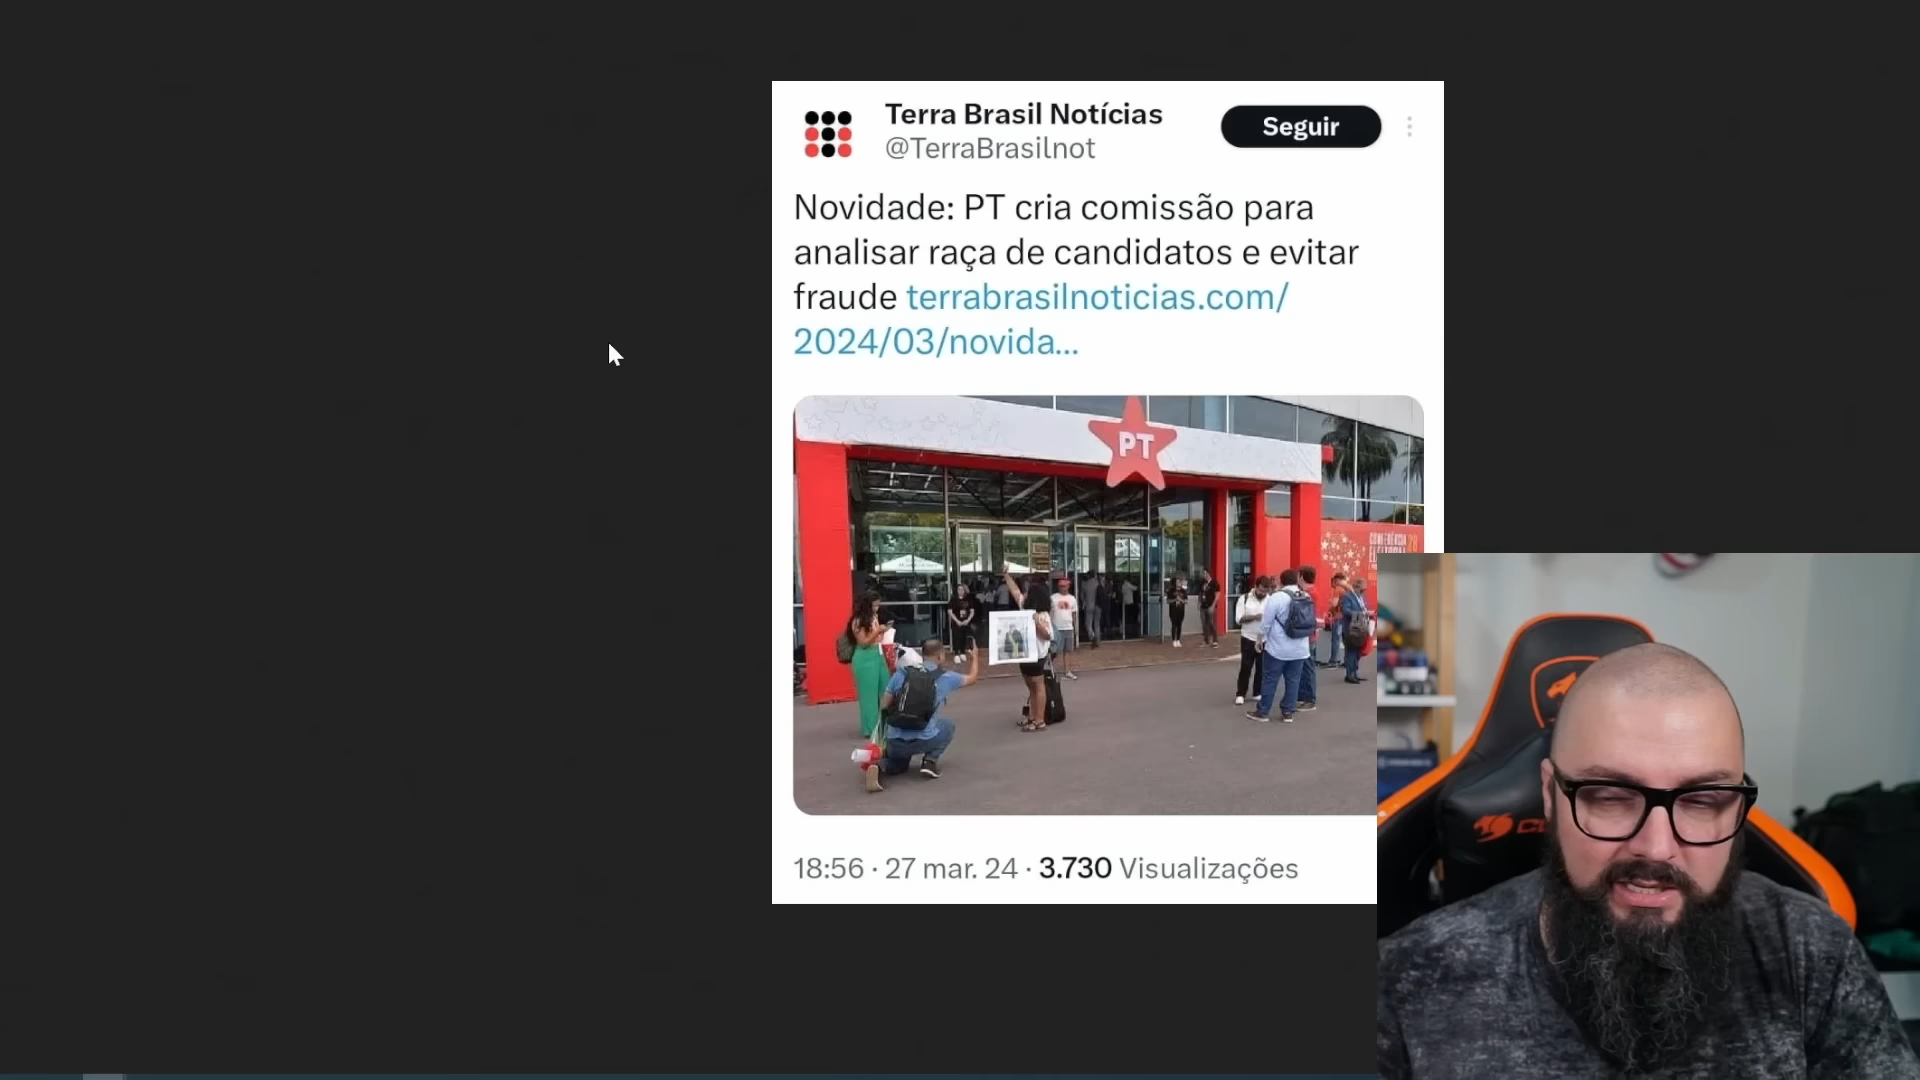 Terra Brasil Notícias
@TerraBrasilnot
Seguir
Novidade: PT cria comissão para
analisar raça de candidatos e evitar
fraude terrabrasilnoticias.com/
2024/03/novida...
PT
CONFERÊNCIA
18:56 · 27 mar. 24 · 3.730 Visualizações